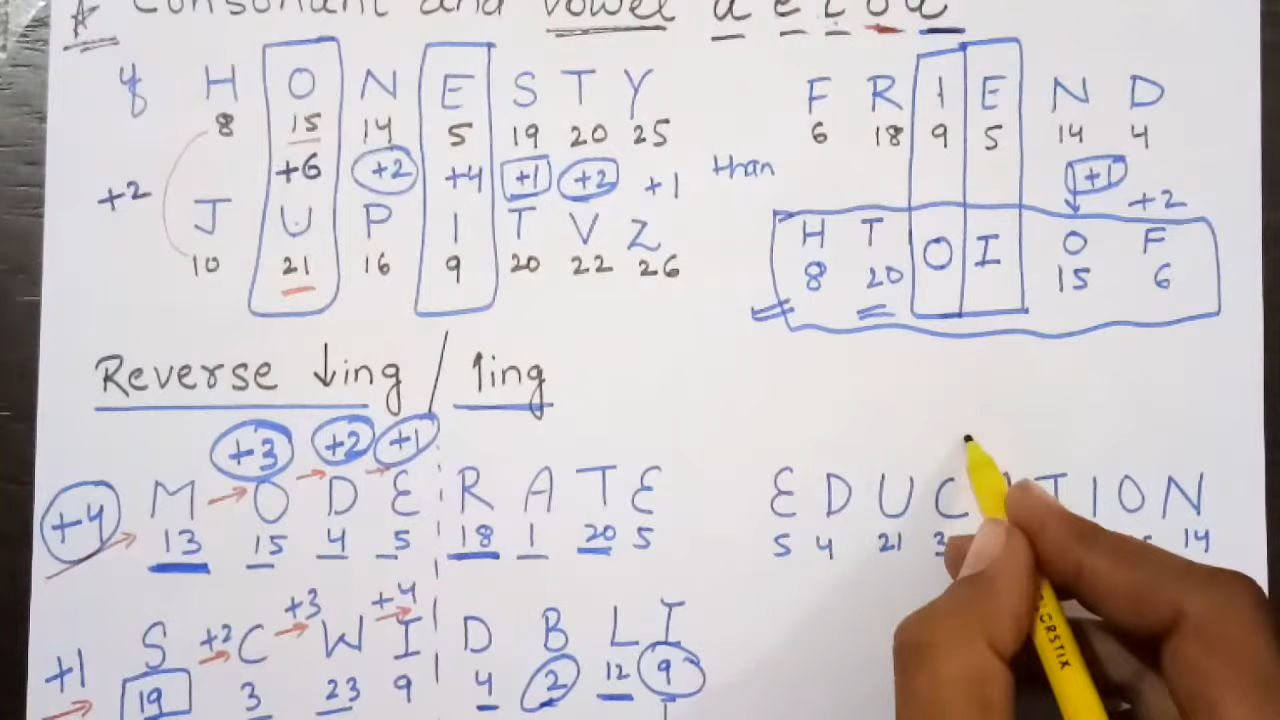 ☆ Consonant and vowel a e i o u
if H O N E S T Y F R I E N D
8 15 14 5 19 20 25 6 18 9 5 14 4
+2 +6 +2 +4 +1 +2 +1 than +1 +2
J U P I T V Z H T O I O F
10 21 16 9 20 22 26 8 20 15 6
Reverse ↓ing / ↑ing
+3 +2 +1
+4 M O D E R A T E E D U C T I O N
13 15 4 5 18 1 20 5 5 4 21 3 14
+1 +2 +3 +4
S C W I D B L I
19 3 23 9 4 2 12 9